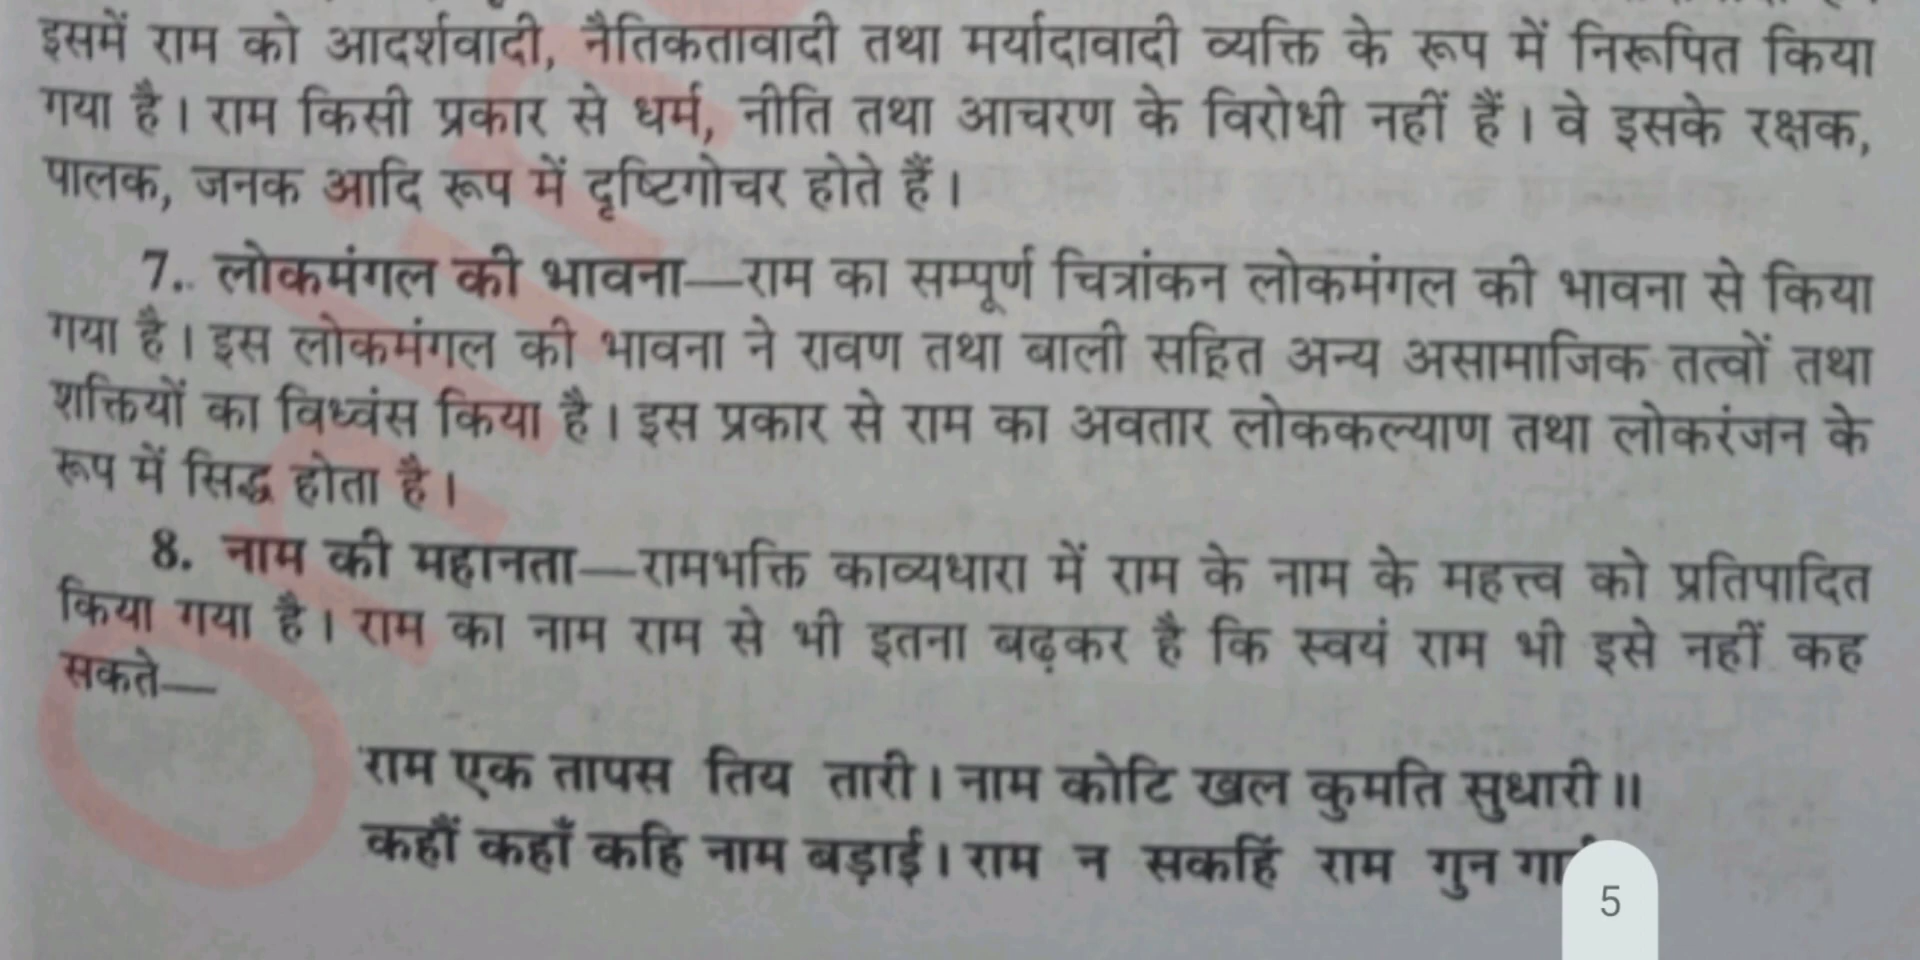 इसमें राम को आदर्शवादी, नैतिकतावादी तथा मर्यादावादी व्यक्ति के रूप में निरूपित किया
गया है। राम किसी प्रकार से धर्म, नीति तथा आचरण के विरोधी नहीं हैं। वे इसके रक्षक,
पालक, जनक आदि रूप में दृष्टिगोचर होते हैं।
7. लोकमंगल की भावना—राम का सम्पूर्ण चित्रांकन लोकमंगल की भावना से किया
गया है। इस लोकमंगल की भावना ने रावण तथा बाली सहित अन्य असामाजिक तत्वों तथा
शक्तियों का विध्वंस किया है। इस प्रकार से राम का अवतार लोककल्याण तथा लोकरंजन के
रूप में सिद्ध होता है।
8. नाम की महानता—रामभक्ति काव्यधारा में राम के नाम के महत्त्व को प्रतिपादित
किया गया है। राम का नाम राम से भी इतना बढ़कर है कि स्वयं राम भी इसे नहीं कह
सकते—
राम एक तापस तिय तारी। नाम कोटि खल कुमति सुधारी॥
कहौं कहाँ कहि नाम बड़ाई। राम न सकहिं राम गुन
5